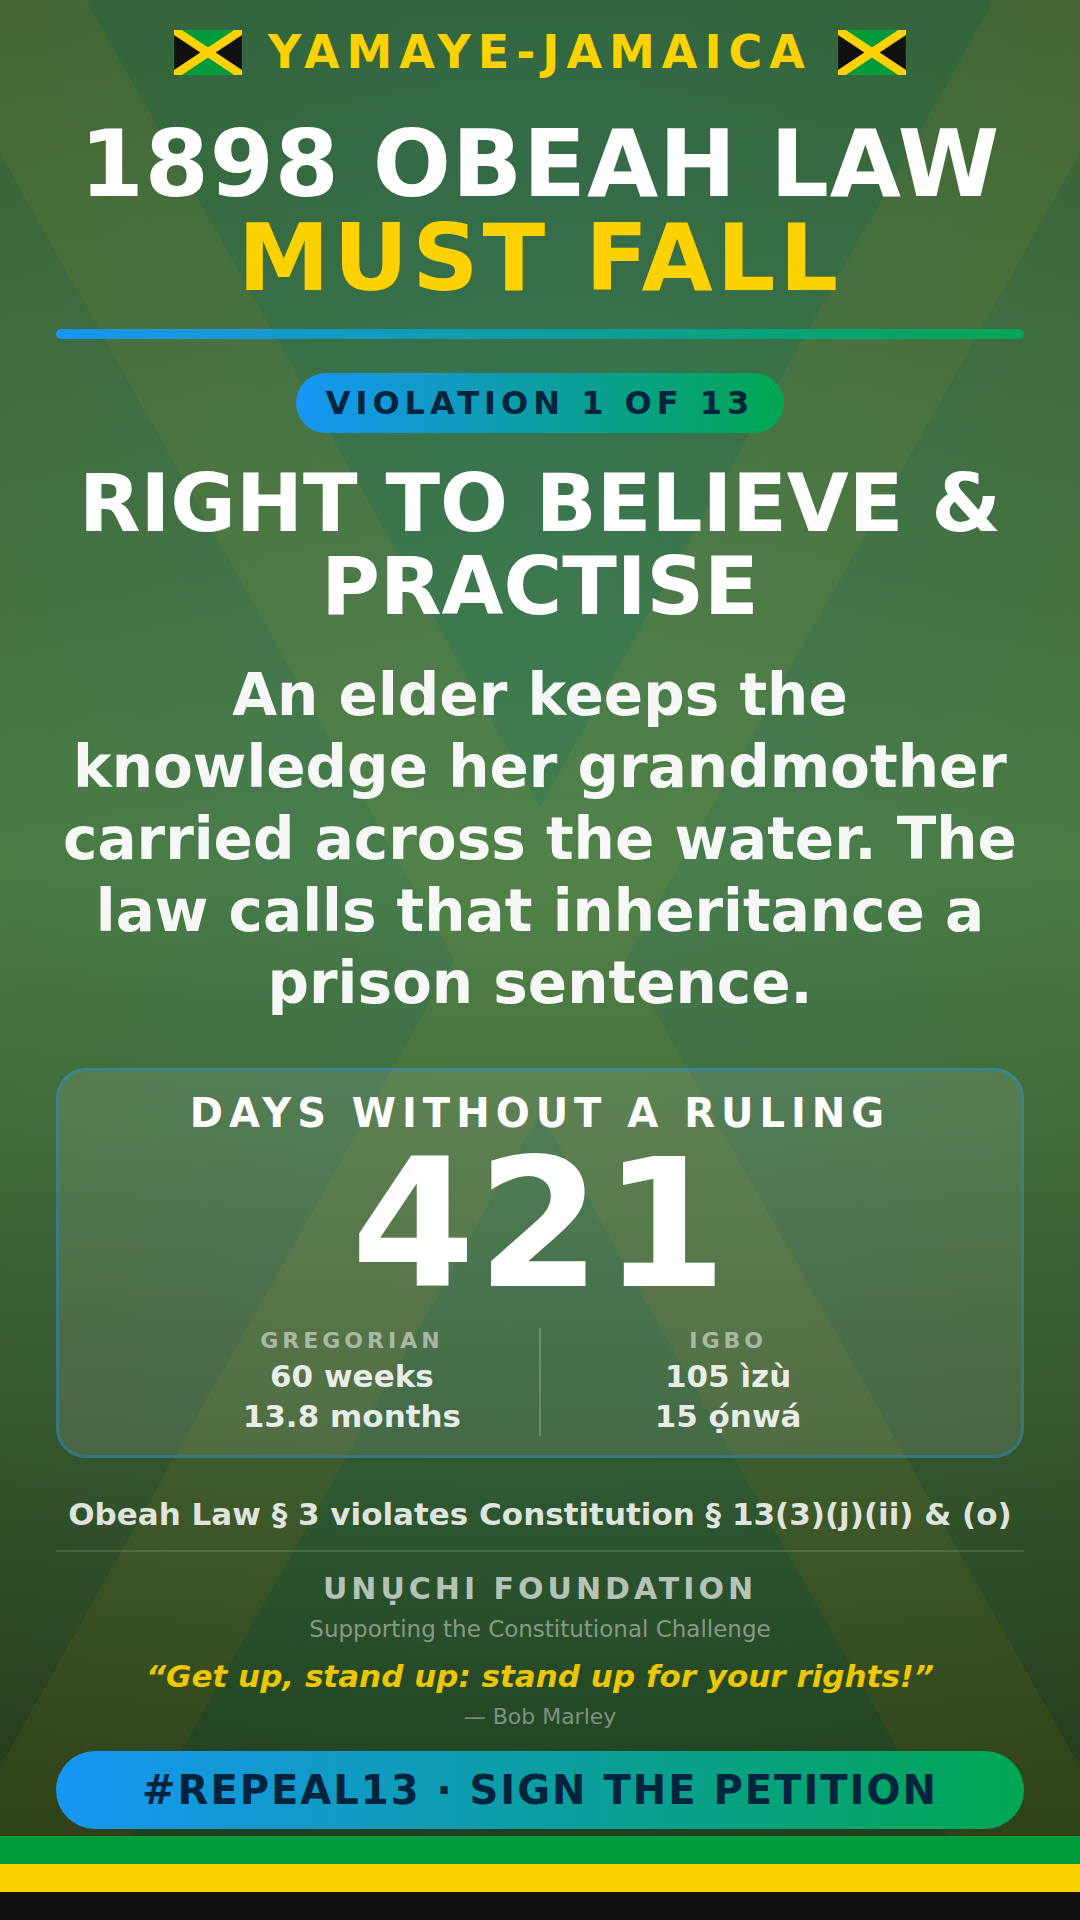 YAMAYE-JAMAICA
1898 OBEAH LAW
MUST FALL
VIOLATION 1 OF 13
RIGHT TO BELIEVE &
PRACTISE
An elder keeps the
knowledge her grandmother
carried across the water. The
law calls that inheritance a
prison sentence.
DAYS WITHOUT A RULING
421
GREGORIAN
60 weeks
13.8 months
IGBO
105 ìzù
15 ọ́nwá
Obeah Law § 3 violates Constitution § 13(3)(j)(ii) & (o)
UNỤCHI FOUNDATION
Supporting the Constitutional Challenge
“Get up, stand up: stand up for your rights!”
— Bob Marley
#REPEAL13 · SIGN THE PETITION